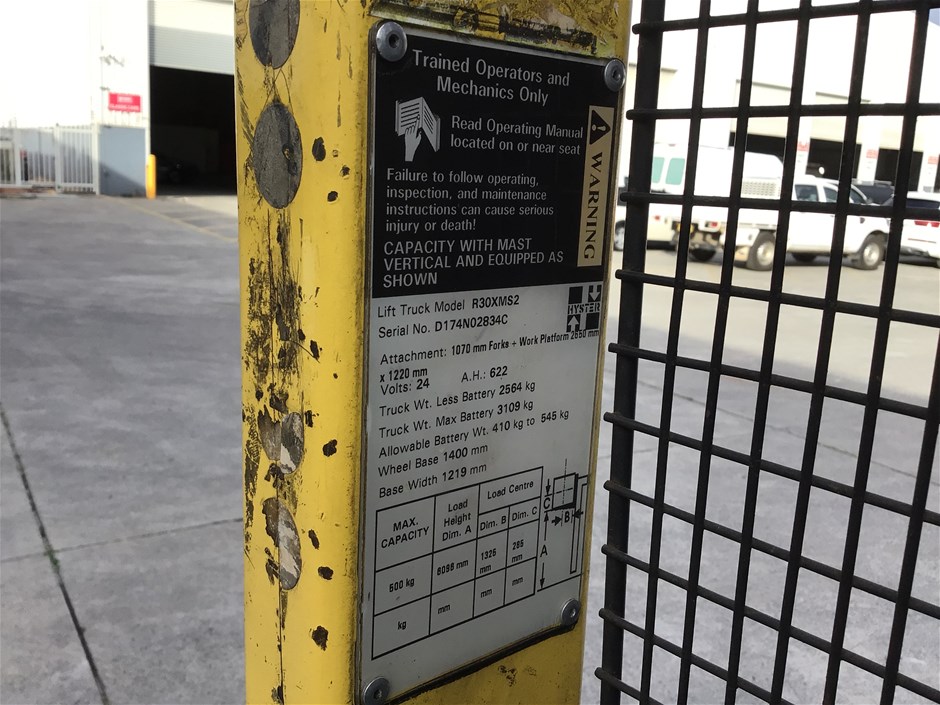 Trained Operators and
Mechanics Only
Read Operating Manual
located on or near seat
WARNING
Failure to follow operating,
inspection, and maintenance
instructions can cause serious
injury or death!
CAPACITY WITH MAST
VERTICAL AND EQUIPPED AS
SHOWN
Lift Truck Model R30XMS2
HYSTER
Serial No. D174N02834C
Attachment: 1070 mm Forks + Work Platform 2650 mm
x 1220 mm
Volts: 24 A.H.: 622
Truck Wt. Less Battery 2564 kg
Truck Wt. Max Battery 3109 kg
Allowable Battery Wt. 410 kg to 545 kg
Wheel Base 1400 mm
Base Width 1219 mm
MAX.
CAPACITY
Load
Height
Dim. A
Load Centre
Dim. B Dim. C
C
B
A
500 kg 6096 mm 1325 mm 285 mm
kg mm mm mm